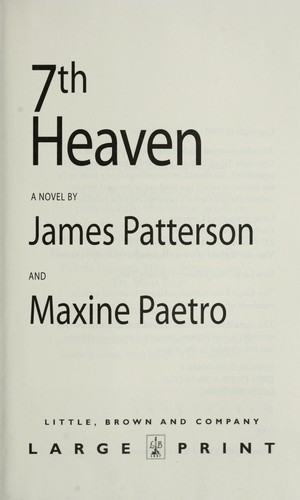 7th
Heaven
A NOVEL BY
James Patterson
AND
Maxine Paetro
LITTLE, BROWN AND COMPANY
LARGE PRINT